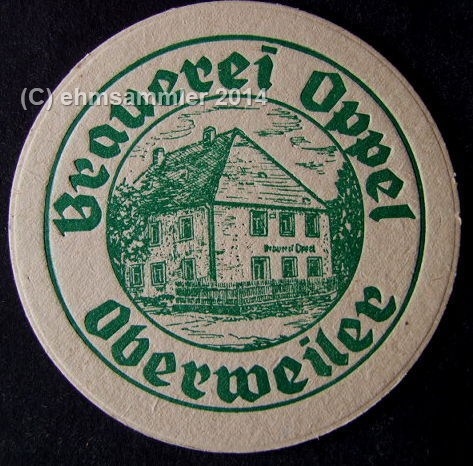 Brauerei Oppel
(C) ehmsammler 2014
Brauerei Oppel
Oberweiler